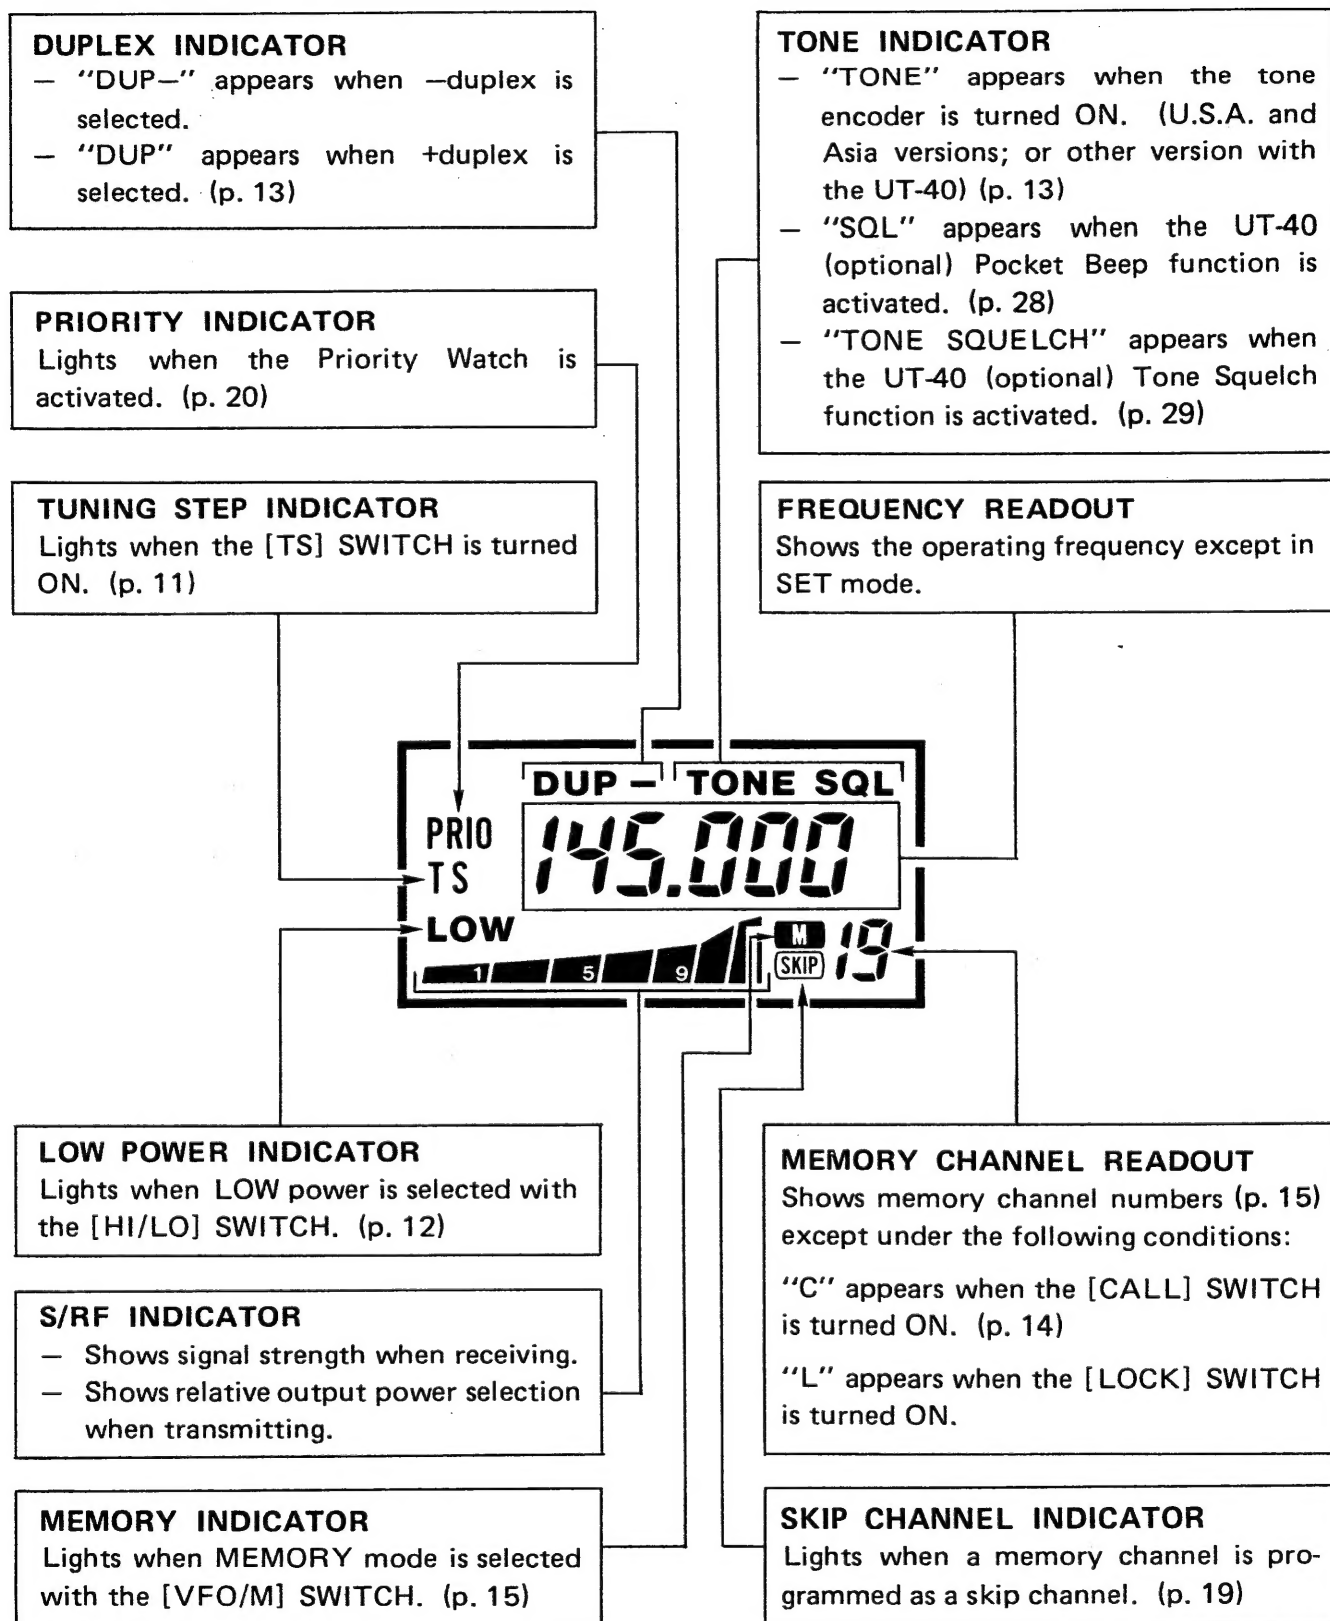 DUPLEX INDICATOR
— "DUP—" appears when —duplex is
selected.
— "DUP" appears when +duplex is
selected. (p. 13)
PRIORITY INDICATOR
Lights when the Priority Watch is
activated. (p. 20)
TUNING STEP INDICATOR
Lights when the [TS] SWITCH is turned
ON. (p. 11)
TONE INDICATOR
— "TONE" appears when the tone
encoder is turned ON. (U.S.A. and
Asia versions; or other version with
the UT-40) (p. 13)
— "SQL" appears when the UT-40
(optional) Pocket Beep function is
activated. (p. 28)
— "TONE SQUELCH" appears when
the UT-40 (optional) Tone Squelch
function is activated. (p. 29)
FREQUENCY READOUT
Shows the operating frequency except in
SET mode.
DUP — TONE SQL
PRIO
145.000
TS
LOW
M
19
SKIP
1 5 9
LOW POWER INDICATOR
Lights when LOW power is selected with
the [HI/LO] SWITCH. (p. 12)
S/RF INDICATOR
— Shows signal strength when receiving.
— Shows relative output power selection
when transmitting.
MEMORY INDICATOR
Lights when MEMORY mode is selected
with the [VFO/M] SWITCH. (p. 15)
MEMORY CHANNEL READOUT
Shows memory channel numbers (p. 15)
except under the following conditions:
"C" appears when the [CALL] SWITCH
is turned ON. (p. 14)
"L" appears when the [LOCK] SWITCH
is turned ON.
SKIP CHANNEL INDICATOR
Lights when a memory channel is pro-
grammed as a skip channel. (p. 19)